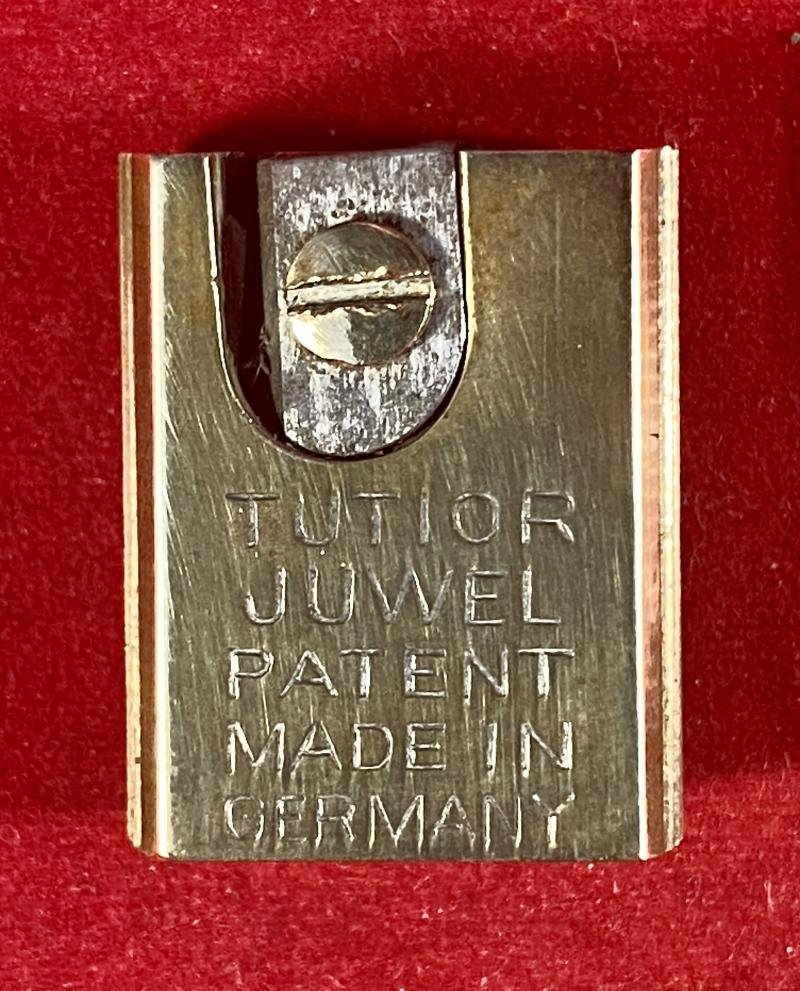 TUTIOR
JUWEL
PATENT
MADE IN
GERMANY